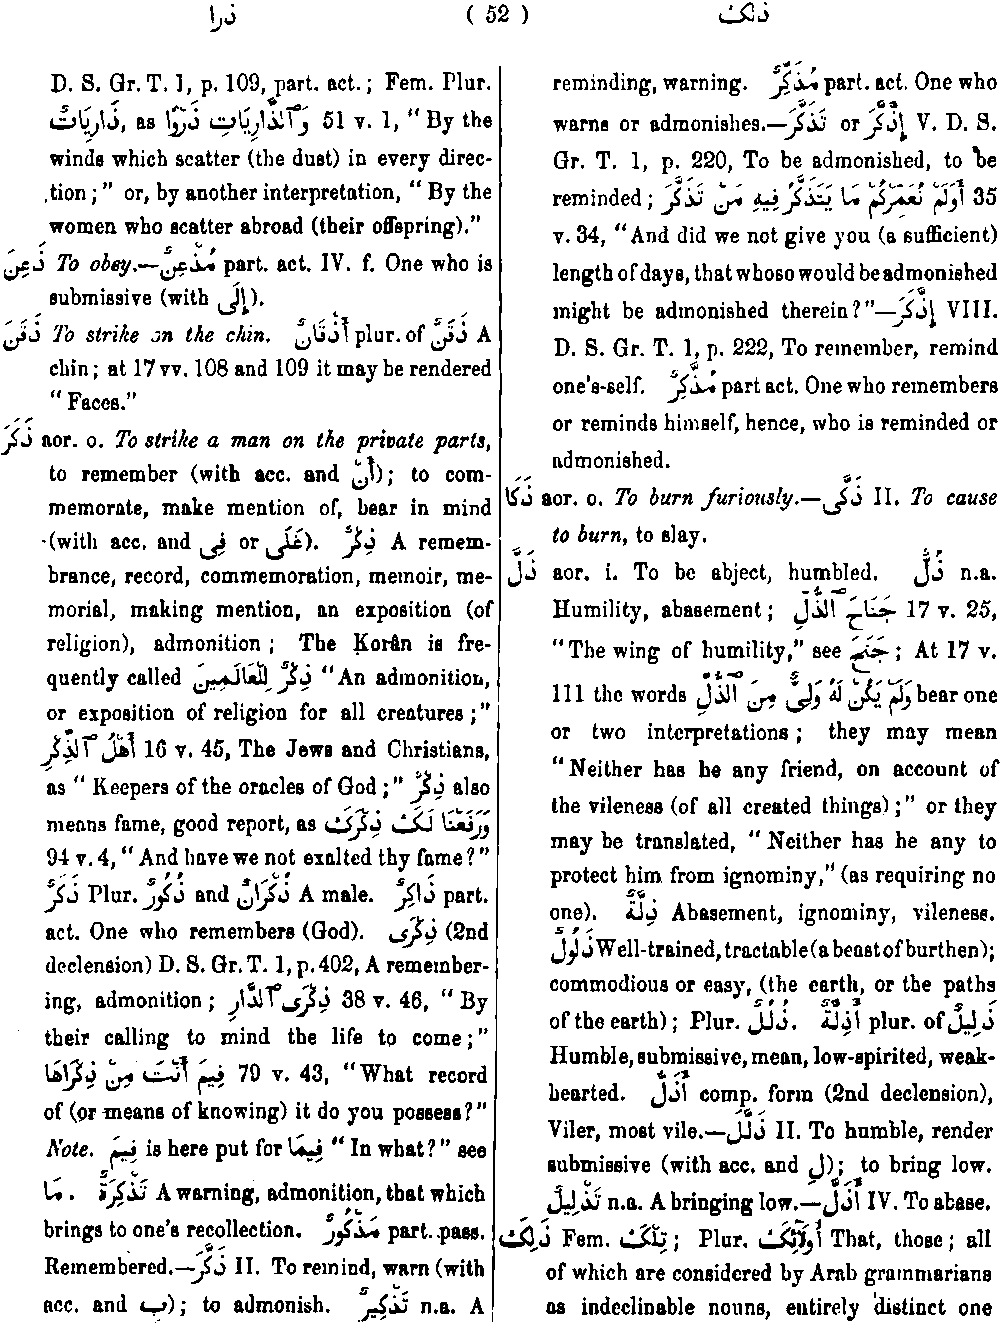 ذرا ( 52 ) ذلك
D. S. Gr. T. 1, p. 109, part. act.; Fem. Plur.
ذَارِيَاتٌ, as وَٱلذَّارِيَاتِ ذَرْوًا 51 v. 1, “By the
winds which scatter (the dust) in every direc-
tion;” or, by another interpretation, “By the
women who scatter abroad (their offspring).”
ذَعِنَ To obey.—مُذْعِنٌ part. act. IV. f. One who is
submissive (with إِلَى).
ذَقَنَ To strike on the chin. أَذْقَانٌ plur. of ذَقَنٌ A
chin; at 17 vv. 108 and 109 it may be rendered
“Faces.”
ذَكَرَ aor. o. To strike a man on the private parts,
to remember (with acc. and أَنْ); to com-
memorate, make mention of, bear in mind
(with acc. and فِى or عَلَى). ذِكْرٌ A remem-
brance, record, commemoration, memoir, me-
morial, making mention, an exposition (of
religion), admonition; The Korân is fre-
quently called ذِكْرٌ لِلْعَالَمِينَ “An admonition,
or exposition of religion for all creatures;”
أَهْلَ ٱلذِّكْرِ 16 v. 45, The Jews and Christians,
as “Keepers of the oracles of God;” ذِكْرٌ also
means fame, good report, as وَرَفَعْنَا لَكَ ذِكْرَكَ
94 v. 4, “And have we not exalted thy fame?”
ذَكَرٌ Plur. ذُكُورٌ and ذُكْرَانٌ A male. ذَاكِرٌ part.
act. One who remembers (God). ذِكْرَى (2nd
declension) D. S. Gr. T. 1, p. 402, A remember-
ing, admonition; ذِكْرَى ٱلدَّارِ 38 v. 46, “By
their calling to mind the life to come;”
فِيمَ أَنْتَ مِنْ ذِكْرَاهَا 79 v. 43, “What record
of (or means of knowing) it do you possess?”
Note. فِيمَ is here put for فِيمَا “In what?” see
مَا. تَذْكِرَةٌ A warning, admonition, that which
brings to one's recollection. مَذْكُورٌ part. pass.
Remembered.—ذَكَّرَ II. To remind, warn (with
acc. and بِ); to admonish. تَذْكِيرٌ n.a. A
reminding, warning. مُذَكِّرٌ part. act. One who
warns or admonishes.—تَذَكَّرَ or إِذَّكَّرَ V. D. S.
Gr. T. 1, p. 220, To be admonished, to be
reminded; أَوَلَمْ نُعَمِّرْكُمْ مَا يَتَذَكَّرُ فِيهِ مَنْ تَذَكَّرَ 35
v. 34, “And did we not give you (a sufficient)
length of days, that whoso would be admonished
might be admonished therein?”—إِذَّكَرَ VIII.
D. S. Gr. T. 1, p. 222, To remember, remind
one's-self. مُذَّكِرٌ part act. One who remembers
or reminds himself, hence, who is reminded or
admonished.
ذَكَا aor. o. To burn furiously.—ذَكَّى II. To cause
to burn, to slay.
ذَلَّ aor. i. To be abject, humbled. ذُلٌّ n.a.
Humility, abasement; جَنَاحَ ٱلذُّلِّ 17 v. 25,
“The wing of humility,” see جَنَحَ; At 17 v.
111 the words وَلَمْ يَكُنْ لَهُ وَلِىٌّ مِنَ ٱلذُّلِّ bear one
or two interpretations; they may mean
“Neither has he any friend, on account of
the vileness (of all created things);” or they
may be translated, “Neither has he any to
protect him from ignominy,” (as requiring no
one). ذِلَّةٌ Abasement, ignominy, vileness.
ذَلُولٌ Well-trained, tractable (a beast of burthen);
commodious or easy, (the earth, or the paths
of the earth); Plur. ذُلُلٌ. أَذِلَّةٌ plur. of ذَلِيلٌ
Humble, submissive, mean, low-spirited, weak-
hearted. أَذَلُّ comp. form (2nd declension),
Viler, most vile.—ذَلَّلَ II. To humble, render
submissive (with acc. and لِ); to bring low.
تَذْلِيلٌ n.a. A bringing low.—أَذَلَّ IV. To abase.
ذٰلِكَ Fem. تِلْكَ; Plur. أُولَآئِكَ That, those; all
of which are considered by Arab grammarians
as indeclinable nouns, entirely distinct one